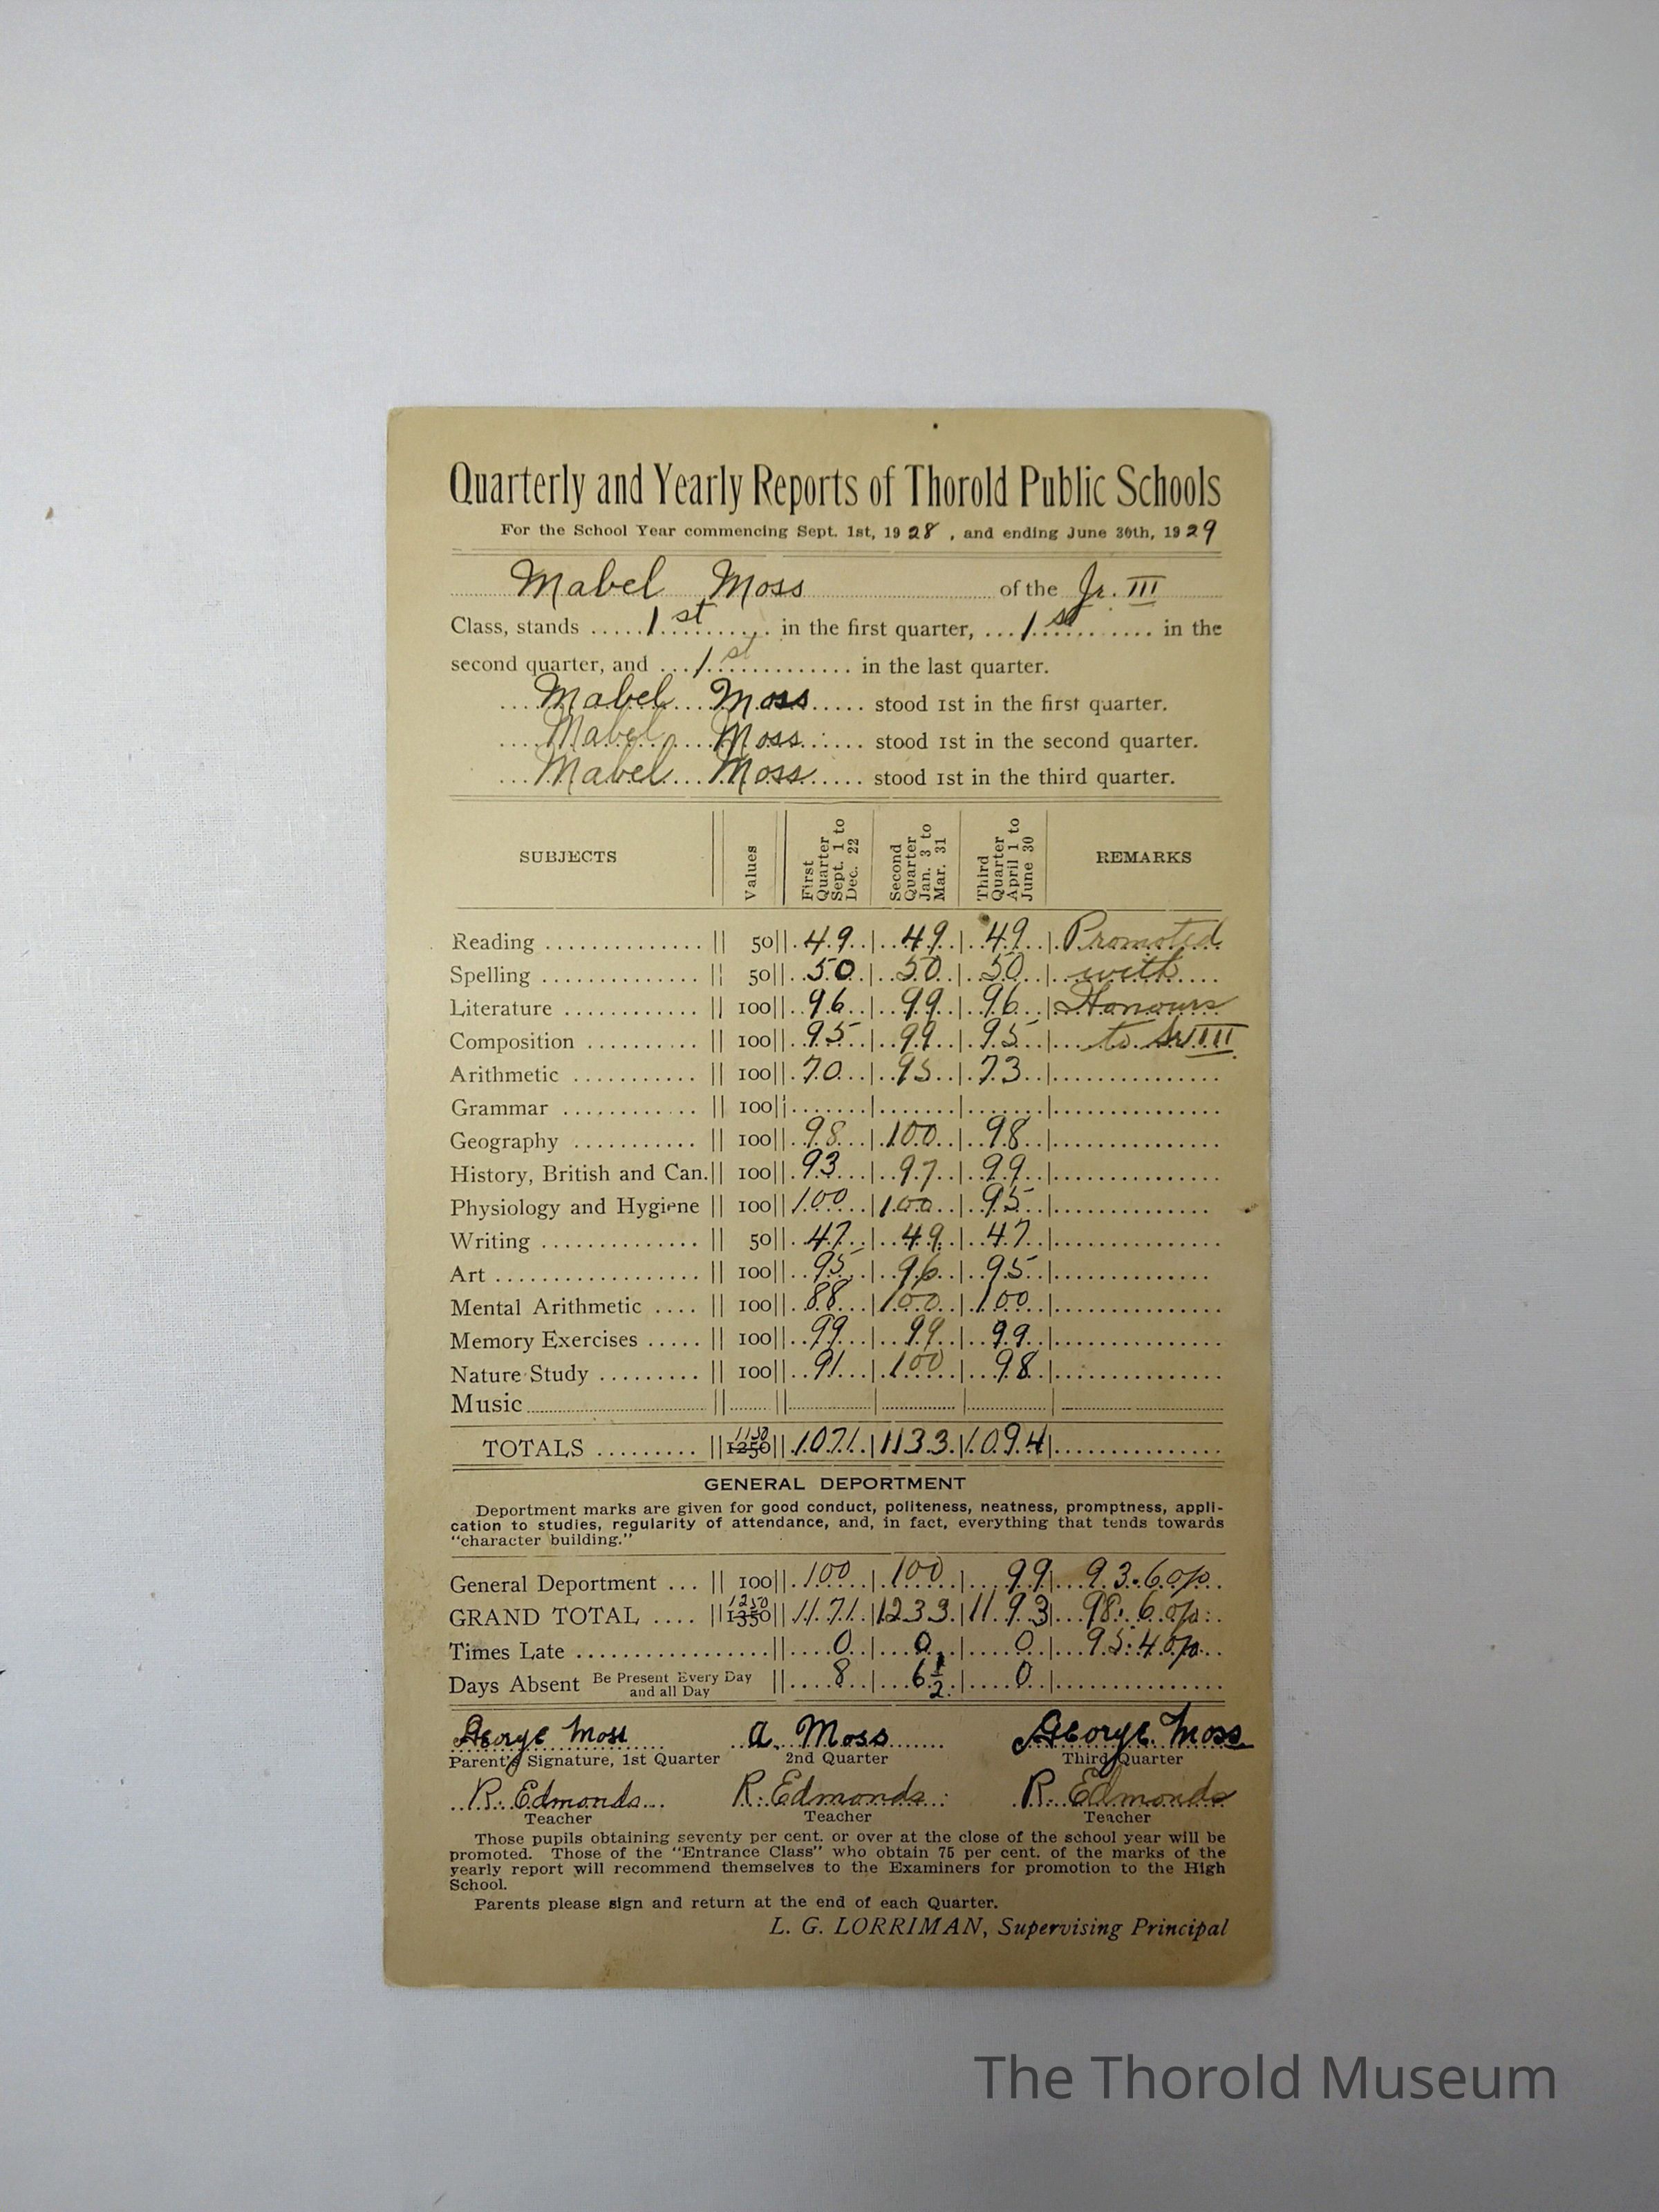 Quarterly and Yearly Reports of Thorold Public Schools
For the School Year commencing Sept. 1st, 1928, and ending June 30th, 1929
Mabel Moss of the Jr. III
Class, stands 1st in the first quarter, 1st in the
second quarter, and 1st in the last quarter.
Mabel Moss stood 1st in the first quarter.
Mabel Moss stood 1st in the second quarter.
Mabel Moss stood 1st in the third quarter.
SUBJECTS Values First Quarter Sept. 1 to Dec. 22 Second Quarter Jan. 3 to Mar. 31 Third Quarter April 1 to June 30 REMARKS
Reading 50 49 49 49 Promoted
Spelling 50 50 50 50 with
Literature 100 96 99 96 Honours
Composition 100 95 99 95 to Sr III
Arithmetic 100 70 95 73
Grammar 100
Geography 100 98 100 98
History, British and Can. 100 93 97 99
Physiology and Hygiene 100 100 100 95
Writing 50 47 49 47
Art 100 95 96 95
Mental Arithmetic 100 88 100 100
Memory Exercises 100 99 99 99
Nature Study 100 91 100 98
Music
TOTALS 1250 1150 1071 1133 1094
GENERAL DEPORTMENT
Deportment marks are given for good conduct, politeness, neatness, promptness, appli-
cation to studies, regularity of attendance, and, in fact, everything that tends towards
"character building."
General Deportment 100 100 100 99 93.6 %
GRAND TOTAL 1350 1250 1171 1233 1193 98.6 %
Times Late 0 0 0 95.4 %
Days Absent Be Present Every Day and all Day 8 6 1/2 0
George Moss A. Moss George Moss
Parent's Signature, 1st Quarter 2nd Quarter Third Quarter
R. Edmonds R. Edmonds R. Edmonds
Teacher Teacher Teacher
Those pupils obtaining seventy per cent. or over at the close of the school year will be
promoted. Those of the "Entrance Class" who obtain 75 per cent. of the marks of the
yearly report will recommend themselves to the Examiners for promotion to the High
School.
Parents please sign and return at the end of each Quarter.
L. G. LORRIMAN, Supervising Principal
The Thorold Museum